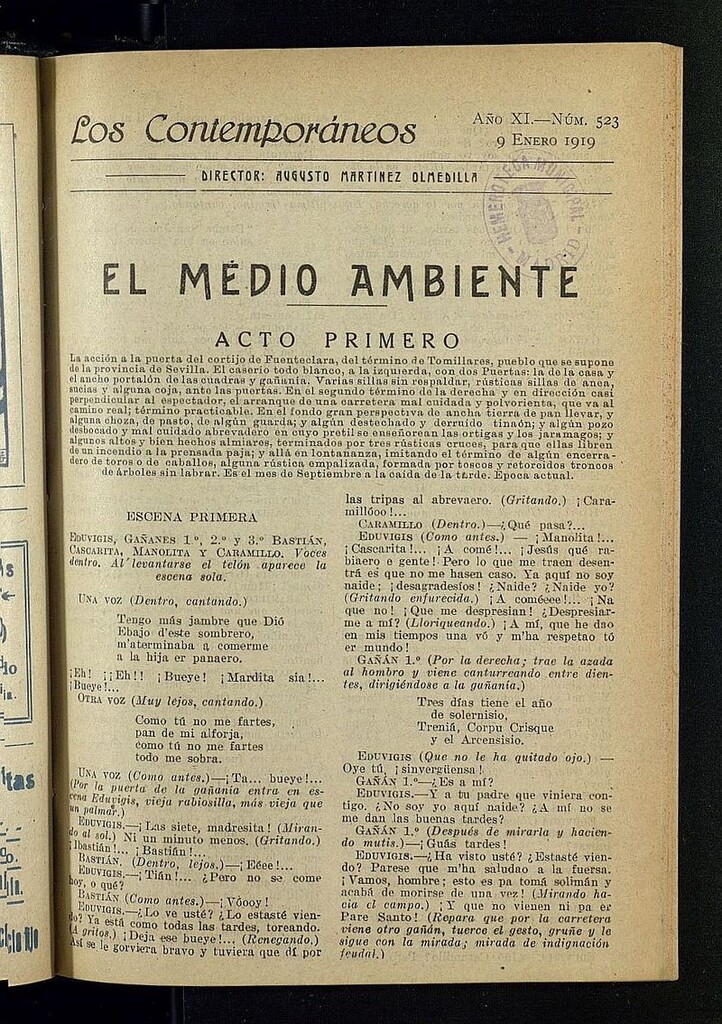 Los Contemporáneos
AÑO XI.—NÚM. 523
9 ENERO 1919
DIRECTOR: AUGUSTO MARTINEZ OLMEDILLA
HEMEROTECA MUNICIPAL
MADRID
EL MEDIO AMBIENTE
ACTO PRIMERO
La acción a la puerta del cortijo de Fuenteclara, del término de Tomillares, pueblo que se supone
de la provincia de Sevilla. El caserío todo blanco, a la izquierda, con dos Puertas: la de la casa y
el ancho portalón de las cuadras y gañanía. Varias sillas sin respaldar, rústicas sillas de anea,
sucias y alguna coja, ante las puertas. En el segundo término de la derecha y en dirección casi
perpendicular al espectador, el arranque de una carretera mal cuidada y polvorienta, que va al
camino real; término practicable. En el fondo gran perspectiva de ancha tierra de pan llevar, y
alguna choza, de pasto, de algún guarda; y algún destechado y derruído tinaón; y algún pozo
desbocado y mal cuidado abrevadero en cuyo pretil se enseñorean las ortigas y los jaramagos; y
algunos altos y bien hechos almiares, terminados por tres rústicas cruces, para que ellas libren
de un incendio a la prensada paja; y allá en lontananza, imitando el término de algún encerra-
dero de toros o de caballos, alguna rústica empalizada, formada por toscos y retorcidos troncos
de árboles sin labrar. Es el mes de Septiembre a la caída de la tarde. Época actual.
ESCENA PRIMERA
EDUVIGIS, GAÑANES 1.º, 2.º y 3.º BASTIÁN,
CASCARITA, MANOLITA Y CARAMILLO. Voces
dentro. Al levantarse el telón aparece la
escena sola.
UNA VOZ (Dentro, cantando.)
Tengo más jambre que Dió
Ebajo d'este sombrero,
m'aterminaba a comerme
a la hija er panaero.
¡Eh! ¡¡Eh!! ¡Bueye! ¡Mardita sia!...
¡Bueye!...
OTRA VOZ (Muy lejos, cantando.)
Como tú no me fartes,
pan de mi alforja,
como tú no me fartes
todo me sobra.
UNA VOZ (Como antes.)—¡Ta... bueye!...
(Por la puerta de la gañanía entra en es-
cena Eduvigis, vieja rabiosilla, más vieja que
un palmar.)
EDUVIGIS.—¡Las siete, madresita! (Miran-
do al sol.) Ni un minuto menos. (Gritando.)
¡Ibastián!... ¡Bastián!...
BASTIÁN. (Dentro, lejos.)—¡Eéee!...
EDUVIGIS.—¡Tián!... ¿Pero no se come
hoy, o qué?
BASTIÁN (Como antes.)—¡Vóooy!
EDUVIGIS.—¿Lo ve usté? ¿Lo estasté vien-
do? Ya está como todas las tardes, toreando.
(A gritos.) ¡Deja ese bueye!... (Renegando.)
Así se le gorviera bravo y tuviera que dí por
las tripas al abrevaero. (Gritando.) ¡Cara-
millóoo!...
CARAMILLO (Dentro.)—¿Qué pasa?...
EDUVIGIS (Como antes.) — ¡Manolita!...
¡Cascarita!... ¡A comé!... ¡Jesús qué ra-
biaero e gente! Pero lo que me traen desen-
trá es que no me hasen caso. Ya aquí no soy
naide; ¡desagradesíos! ¿Naide? ¿Naide yo?
(Gritando enfurecida.) ¡A coméeee!... ¡Na
que no! ¡Que me despresian! ¿Despresiar-
me a mí? (Lloriqueando.) ¡A mí, que he dao
en mis tiempos una vó y m'ha respetao tó
er mundo!
GAÑÁN 1.º (Por la derecha; trae la azada
al hombro y viene canturreando entre dien-
tes, dirigiéndose a la gañanía.)
Tres días tiene el año
de solernisio,
Treniá, Corpu Crisque
y el Arcensisio.
EDUVIGIS (Que no le ha quitado ojo.) —
Oye tú, ¡sinvergüensa!
GAÑÁN 1.º—¿Es a mí?
EDUVIGIS.—Y a tu padre que viniera con-
tigo. ¿No soy yo aquí naide? ¿A mí no se
me dan las buenas tardes?
GAÑÁN 1.º (Después de mirarla y hacien-
do mutis.)—¡Guás tardes!
EDUVIGIS.—¿Ha visto usté? ¿Estasté vien-
do? Parese que m'ha saludao a la fuersa.
¡Vamos, hombre; esto es pa tomá solimán y
acabá de morirse de una vez! (Mirando ha-
cia el campo.) ¡Y que no vienen ni pa er
Pare Santo! (Repara que por la carretera
viene otro gañán, tuerce el gesto, gruñe y le
sigue con la mirada; mirada de indignación
feudal.)